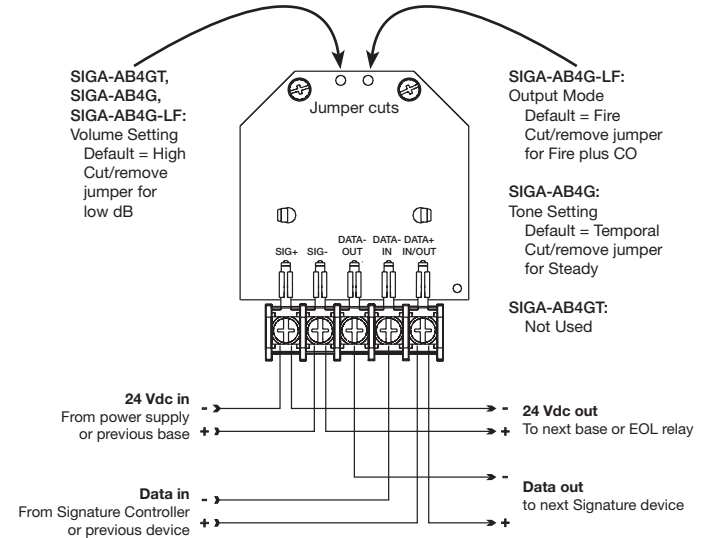 SIGA-AB4GT,
SIGA-AB4G,
SIGA-AB4G-LF:
Volume Setting
Default = High
Cut/remove
jumper for
low dB
Jumper cuts
SIGA-AB4G-LF:
Output Mode
Default = Fire
Cut/remove jumper
for Fire plus CO
SIGA-AB4G:
Tone Setting
Default = Temporal
Cut/remove jumper
for Steady
SIGA-AB4GT:
Not Used
SIG+
SIG-
DATA-
OUT
DATA-
IN
DATA+
IN/OUT
24 Vdc in
From power supply
or previous base
-
+
-
+
24 Vdc out
To next base or EOL relay
Data in
From Signature Controller
or previous device
-
+
-
+
Data out
to next Signature device